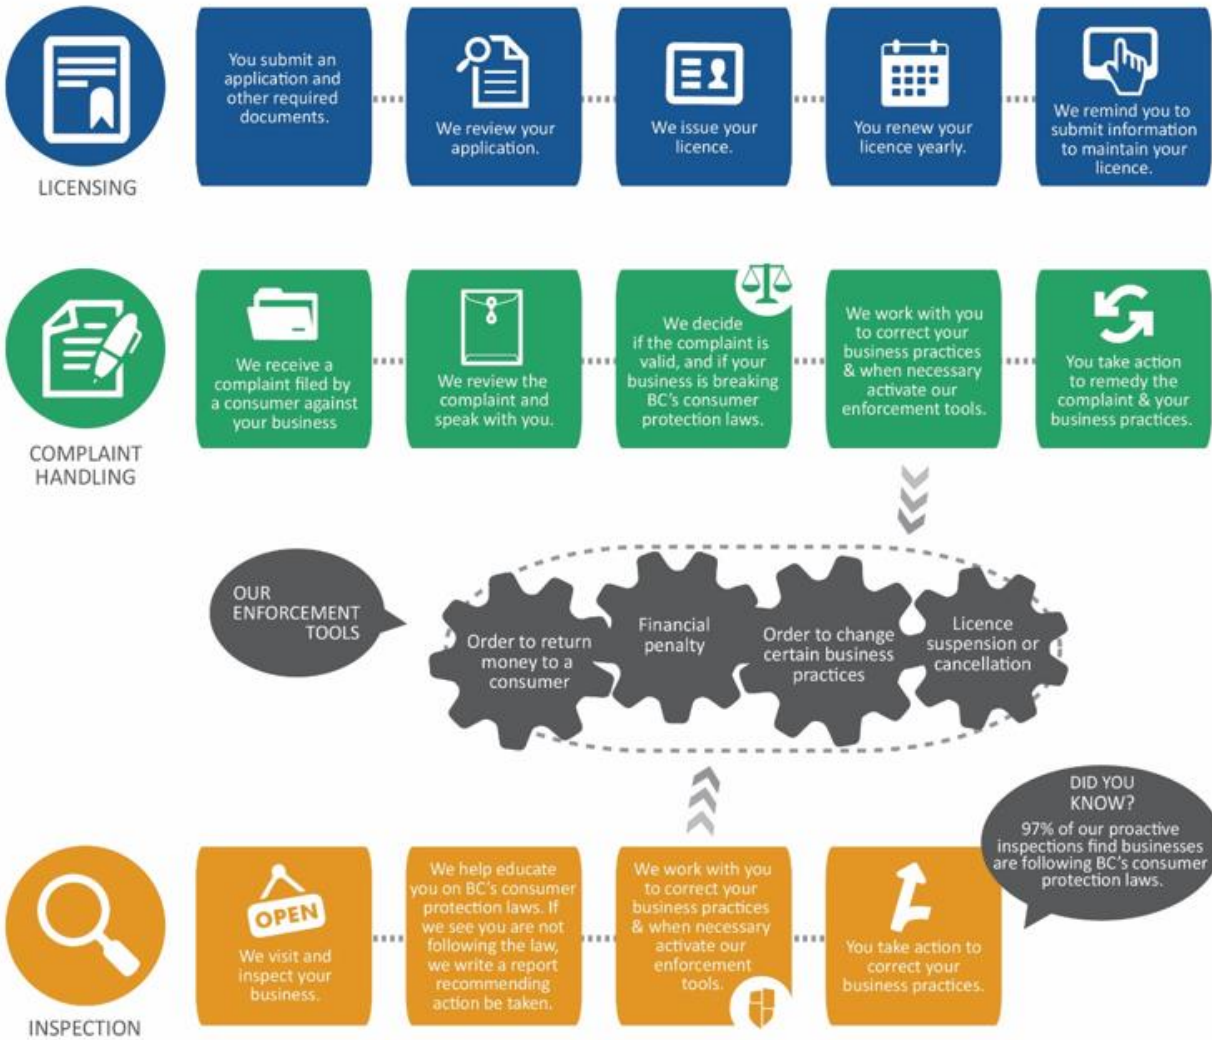 LICENSING
You submit an
application and
other required
documents.
We review your
application.
We issue your
licence.
You renew your
licence yearly.
We remind you to
submit information
to maintain your
licence.
COMPLAINT
HANDLING
We receive a
complaint filed by
a consumer against
your business
We review the
complaint and
speak with you.
We decide
if the complaint is
valid, and if your
business is breaking
BC's consumer
protection laws.
We work with you
to correct your
business practices
& when necessary
activate our
enforcement tools.
You take action
to remedy the
complaint & your
business practices.
OUR
ENFORCEMENT
TOOLS
Order to return
money to a
consumer
Financial
penalty
Order to change
certain business
practices
Licence
suspension or
cancellation
DID YOU
KNOW?
97% of our proactive
inspections find businesses
are following BC's consumer
protection laws.
INSPECTION
OPEN
We visit and
inspect your
business.
We help educate
you on BC's consumer
protection laws. If
we see you are not
following the law,
we write a report
recommending
action be taken.
We work with you
to correct your
business practices
& when necessary
activate our
enforcement
tools.
You take action to
correct your
business practices.